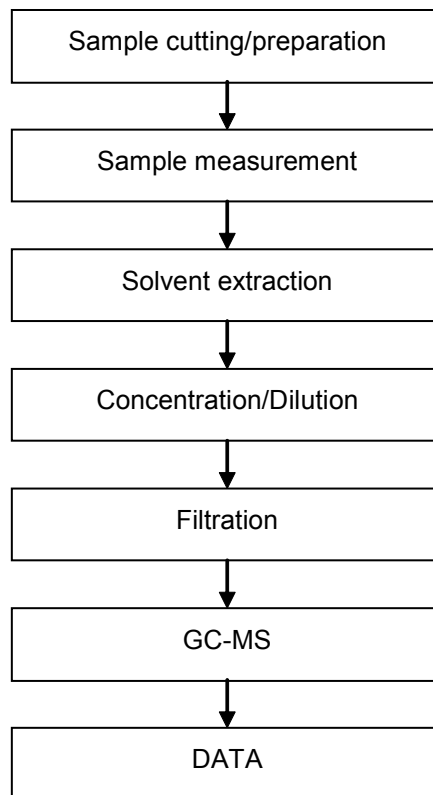 Sample cutting/preparation
Sample measurement
Solvent extraction
Concentration/Dilution
Filtration
GC-MS
DATA